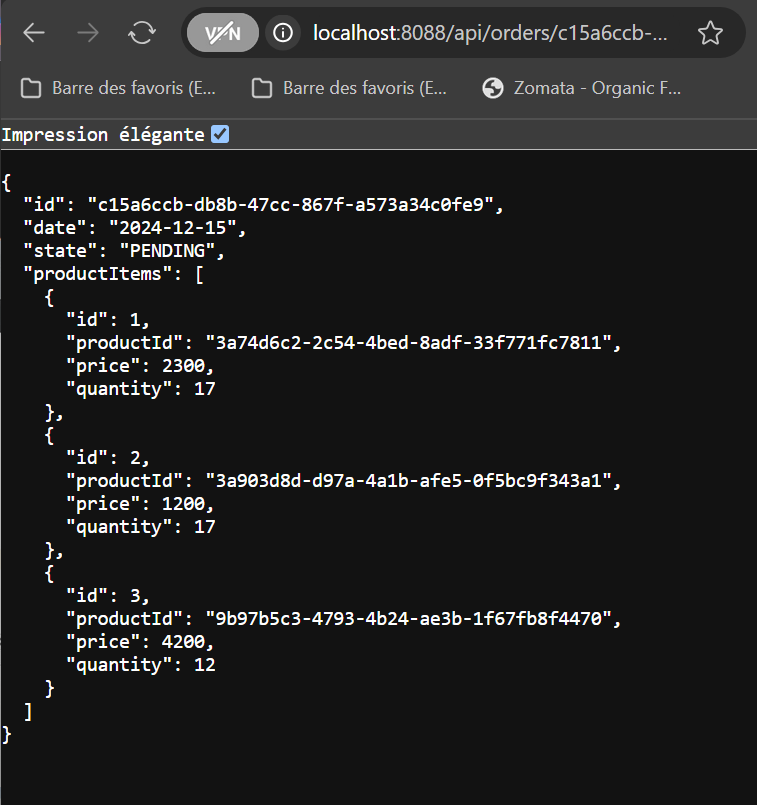 VPN
localhost:8088/api/orders/c15a6ccb-...
Barre des favoris (E... Barre des favoris (E... Zomata - Organic F...
Impression élégante
{
  "id": "c15a6ccb-db8b-47cc-867f-a573a34c0fe9",
  "date": "2024-12-15",
  "state": "PENDING",
  "productItems": [
    {
      "id": 1,
      "productId": "3a74d6c2-2c54-4bed-8adf-33f771fc7811",
      "price": 2300,
      "quantity": 17
    },
    {
      "id": 2,
      "productId": "3a903d8d-d97a-4a1b-afe5-0f5bc9f343a1",
      "price": 1200,
      "quantity": 17
    },
    {
      "id": 3,
      "productId": "9b97b5c3-4793-4b24-ae3b-1f67fb8f4470",
      "price": 4200,
      "quantity": 12
    }
  ]
}